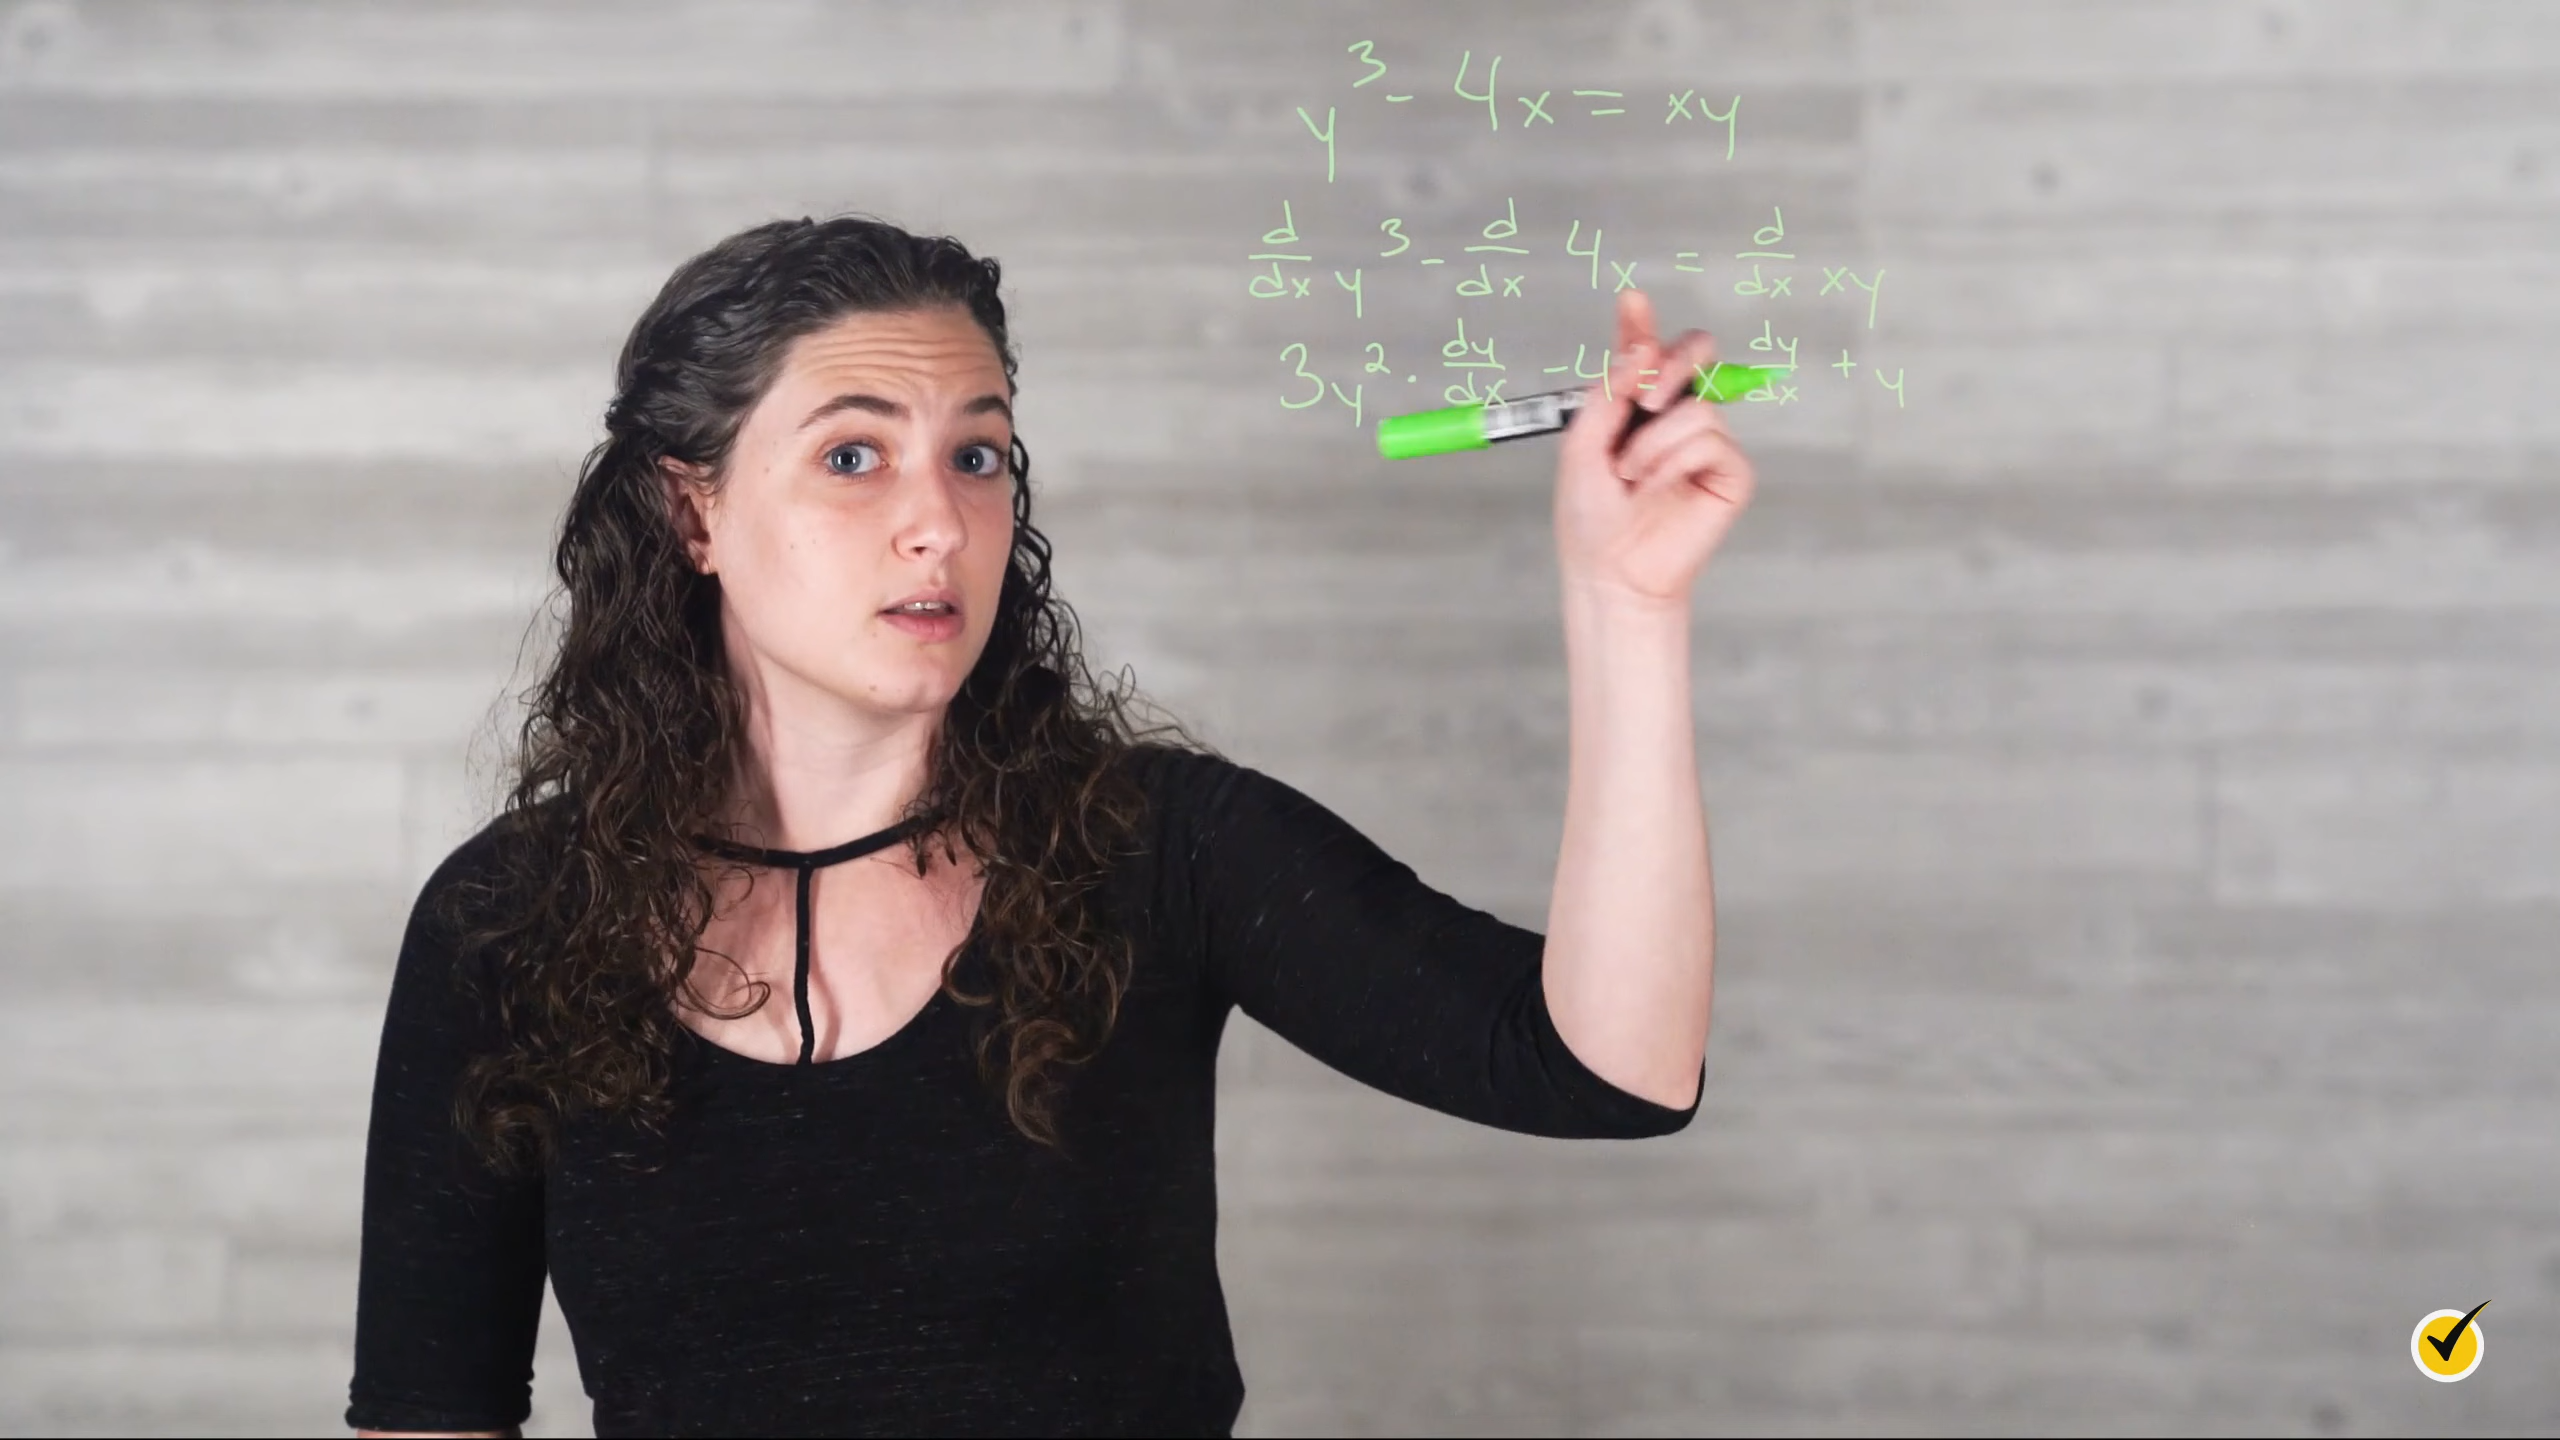 y³ - 4x = xy
d/dx y³ - d/dx 4x = d/dx xy
3y² · dy/dx - 4 = x dy/dx + y